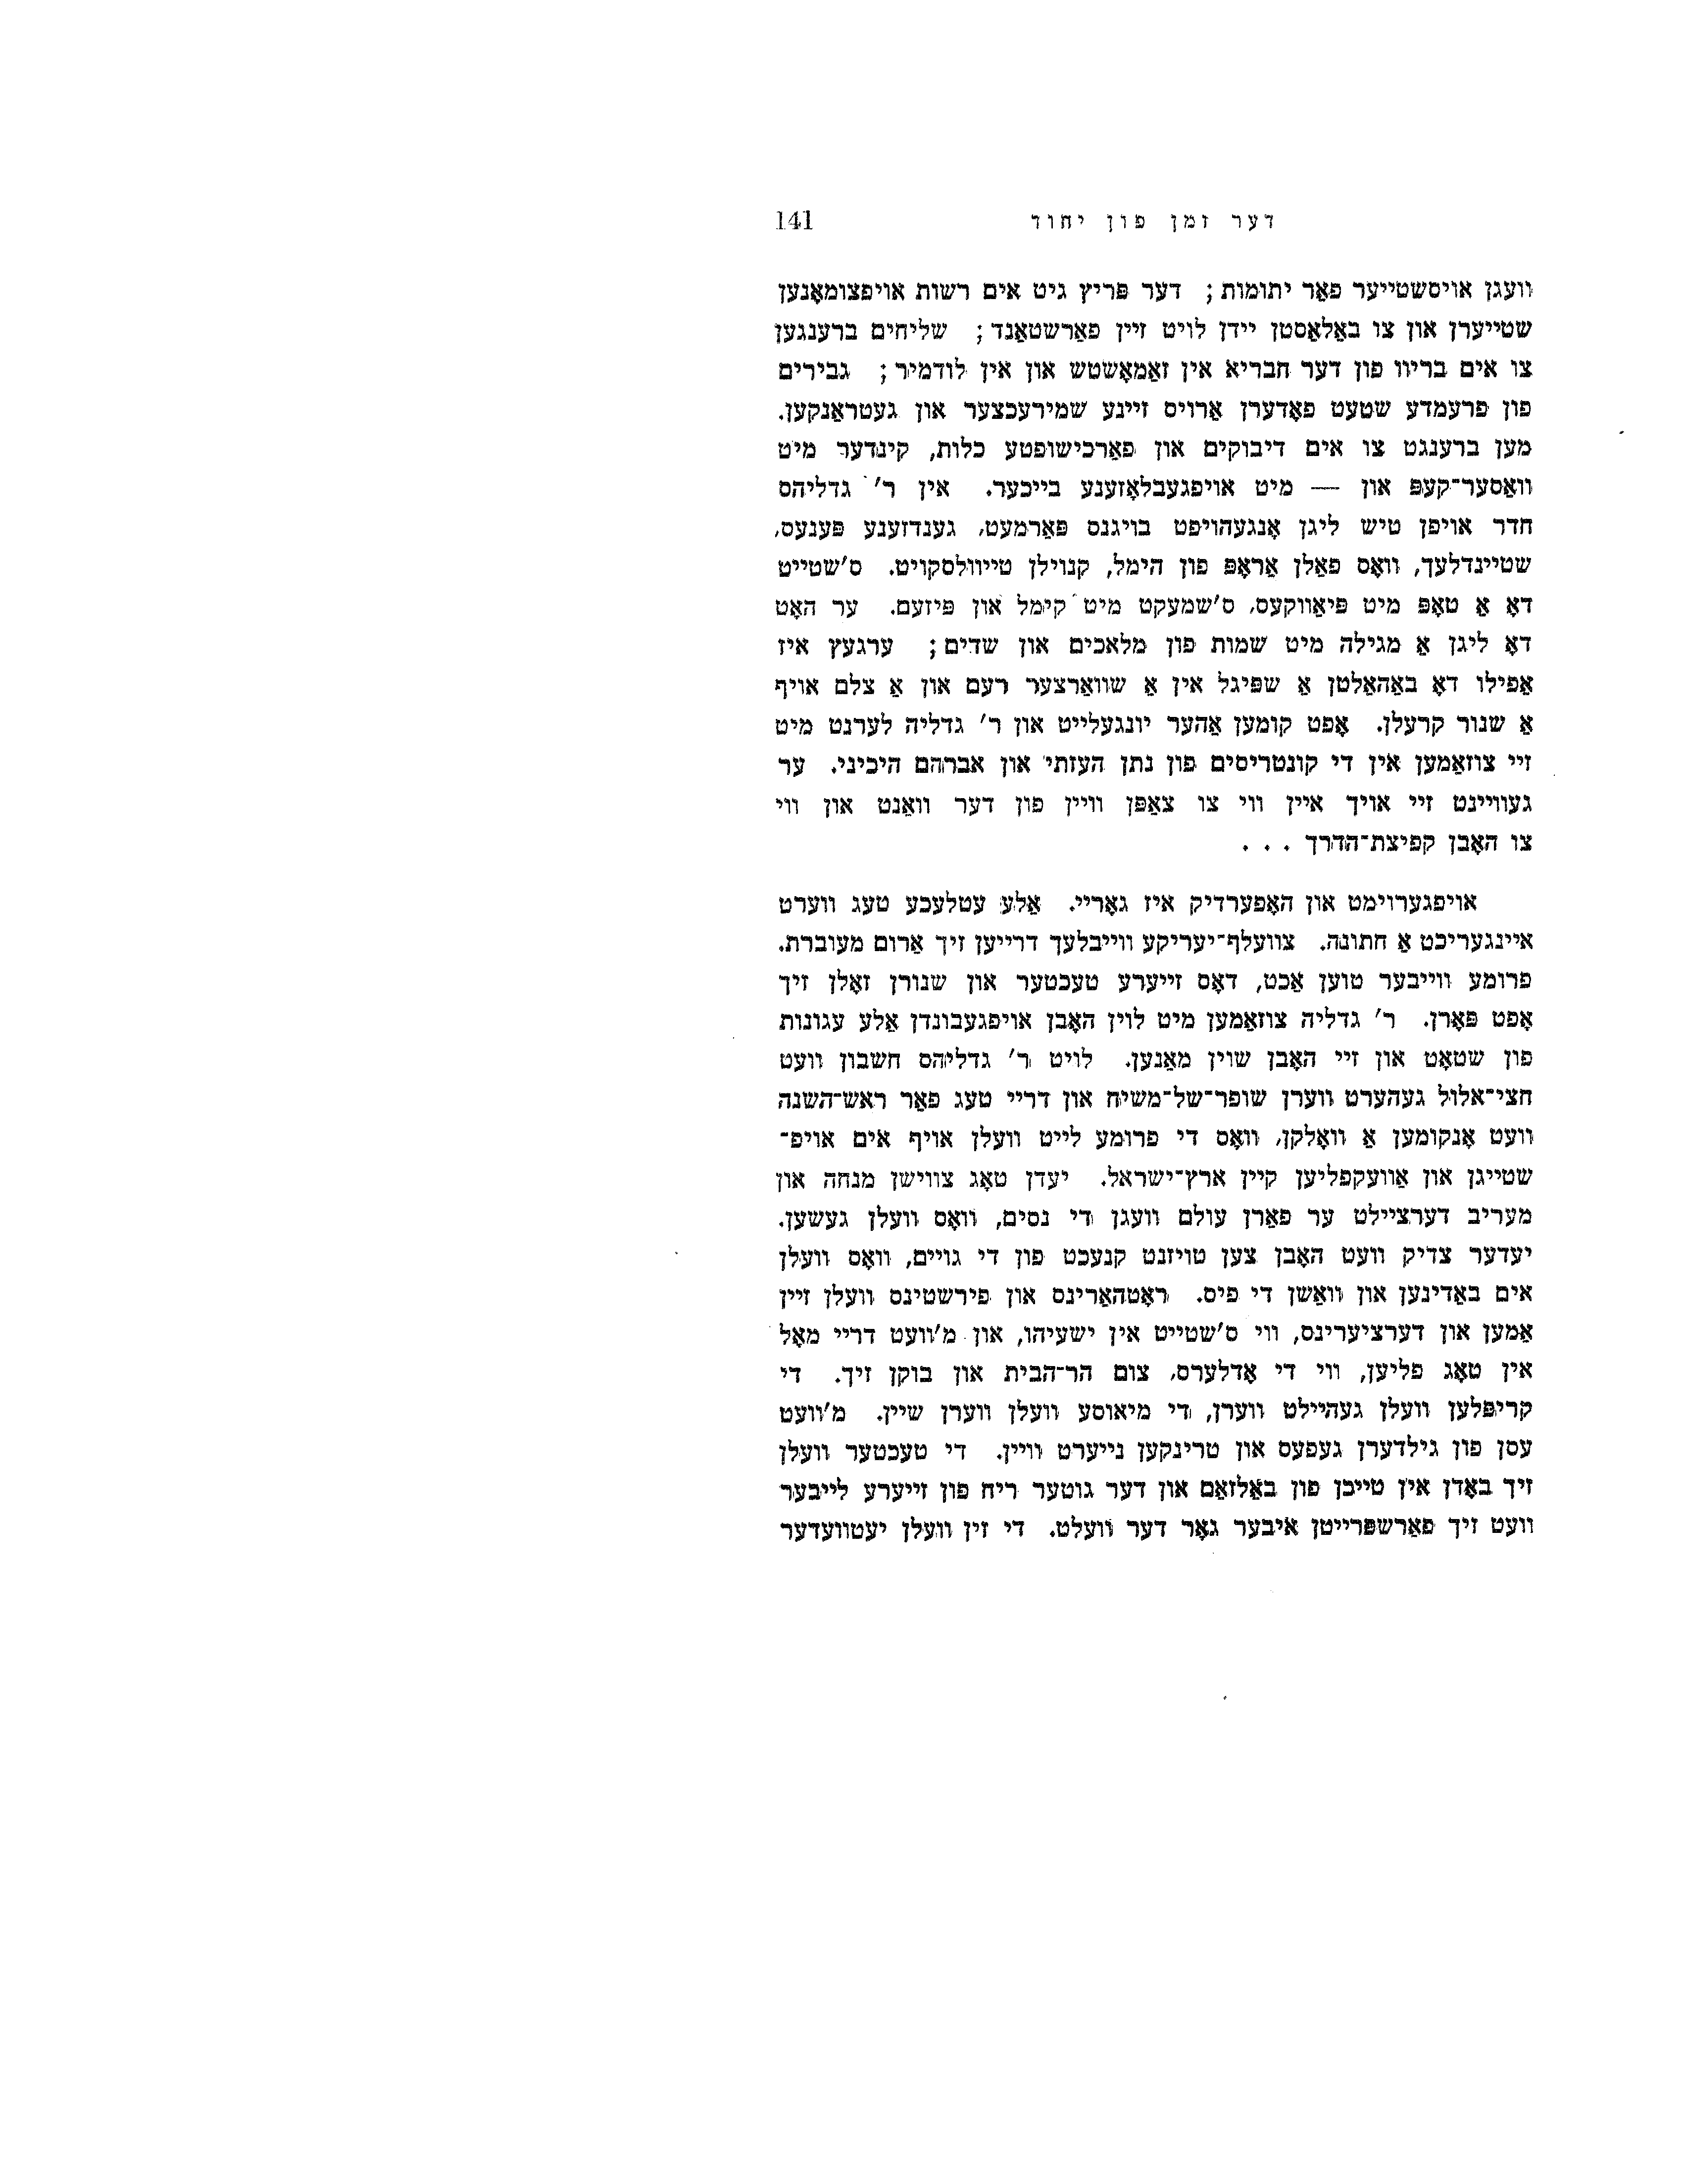 דער זמן פון יחוד 141
וועגן אויסשטייער פאַר יתומות; דער פּריץ גיט אים רשות אויפצומאָנען
שטייערן און צו באַלאַסטן יידן לויט זיין פאַרשטאַנד; שליחים ברענגען
צו אים בריוו פון דער חבריא אין זאַמאָשטש און אין לודמיר; גבירים
פון פרעמדע שטעט פאָדערן אַרויס זיינע שמירעכצער און געטראַנקען.
מען ברענגט צו אים דיבוקים און פאַרכישופטע כלות, קינדער מיט
וואַסער־קעפּ און — מיט אויפגעבלאָזענע בייכער. אין ר' גדליהס
חדר אויפן טיש ליגן אָנגעהויפט בויגנס פּאַרמעט, גענדזענע פּענעס,
שטיינדלעך, וואָס פאַלן אַראָפּ פון הימל, קנוילן טייוולסקויט. ס'שטייט
דאָ אַ טאָפּ מיט פּיאַווקעס, ס'שמעקט מיט קימל און פּיזעם. ער האָט
דאָ ליגן אַ מגילה מיט שמות פון מלאכים און שדים; ערגעץ איז
אַפילו דאָ באַהאַלטן אַ שפּיגל אין אַ שוואַרצער רעם און אַ צלם אויף
אַ שנור קרעלן. אָפט קומען אַהער יונגעלייט און ר' גדליה לערנט מיט
זיי צוזאַמען אין די קונטריסים פון נתן העזתי און אברהם היכיני. ער
געוויינט זיי אויך איין ווי צו צאַפּן וויין פון דער וואַנט און ווי
צו האָבן קפיצת־הדרך . . .
אויפגערוימט און האָפערדיק איז גאָריי. אַלע עטלעכע טעג ווערט
איינגעריכט אַ חתונה. צוועלף־יעריקע ווייבלעך דרייען זיך אַרום מעוברת.
פרומע ווייבער טוען אַכט, דאָס זייערע טעכטער און שנורן זאָלן זיך
אָפט פּאָרן. ר' גדליה צוזאַמען מיט לוין האָבן אויפגעבונדן אַלע עגונות
פון שטאָט און זיי האָבן שוין מאַנען. לויט ר' גדליהס חשבון וועט
חצי־אלול געהערט ווערן שופר־של־משיח און דריי טעג פאַר ראש־השנה
וועט אָנקומען אַ וואָלקן, וואָס די פרומע לייט וועלן אויף אים אויפ־
שטייגן און אַוועקפליען קיין ארץ־ישראל. יעדן טאָג צווישן מנחה און
מעריב דערציילט ער פאַרן עולם וועגן די נסים, וואָס וועלן געשען.
יעדער צדיק וועט האָבן צען טויזנט קנעכט פון די גויים, וואָס וועלן
אים באַדינען און וואַשן די פיס. ראָטהאַרינס און פירשטינס וועלן זיין
אַמען און דערציערינס, ווי ס'שטייט אין ישעיהו, און מ'וועט דריי מאָל
אין טאָג פליען, ווי די אָדלערס, צום הר־הבית און בוקן זיך. די
קריפּלען וועלן געהיילט ווערן, די מיאוסע וועלן ווערן שיין. מ'וועט
עסן פון גילדערן געפעס און טרינקען נייערט וויין. די טעכטער וועלן
זיך באָדן אין טייכן פון באַלזאַם און דער גוטער ריח פון זייערע לייבער
וועט זיך פאַרשפּרייטן איבער גאָר דער וועלט. די זין וועלן יעטוועדער